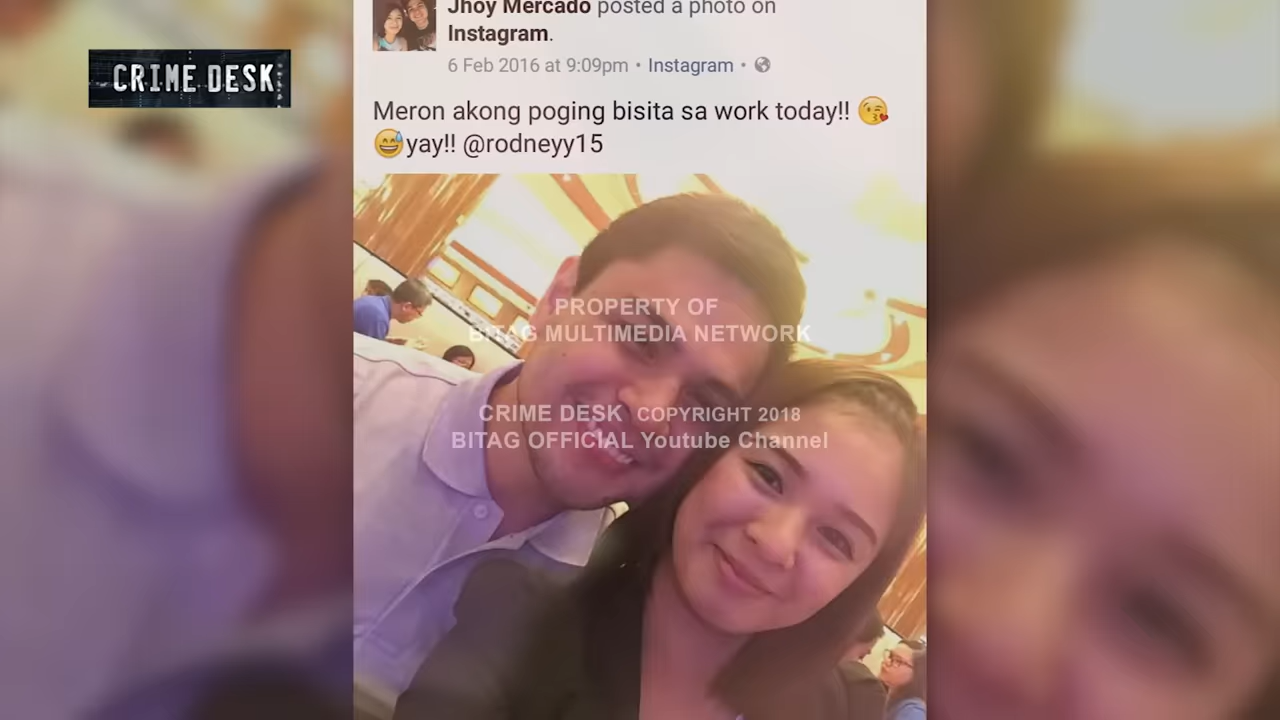 CRIME DESK
Jhoy Mercado posted a photo on
Instagram.
6 Feb 2016 at 9:09pm • Instagram •
Meron akong poging bisita sa work today!! 😘
😅yay!! @rodneyy15
PROPERTY OF
BITAG MULTIMEDIA NETWORK
CRIME DESK COPYRIGHT 2018
BITAG OFFICIAL Youtube Channel